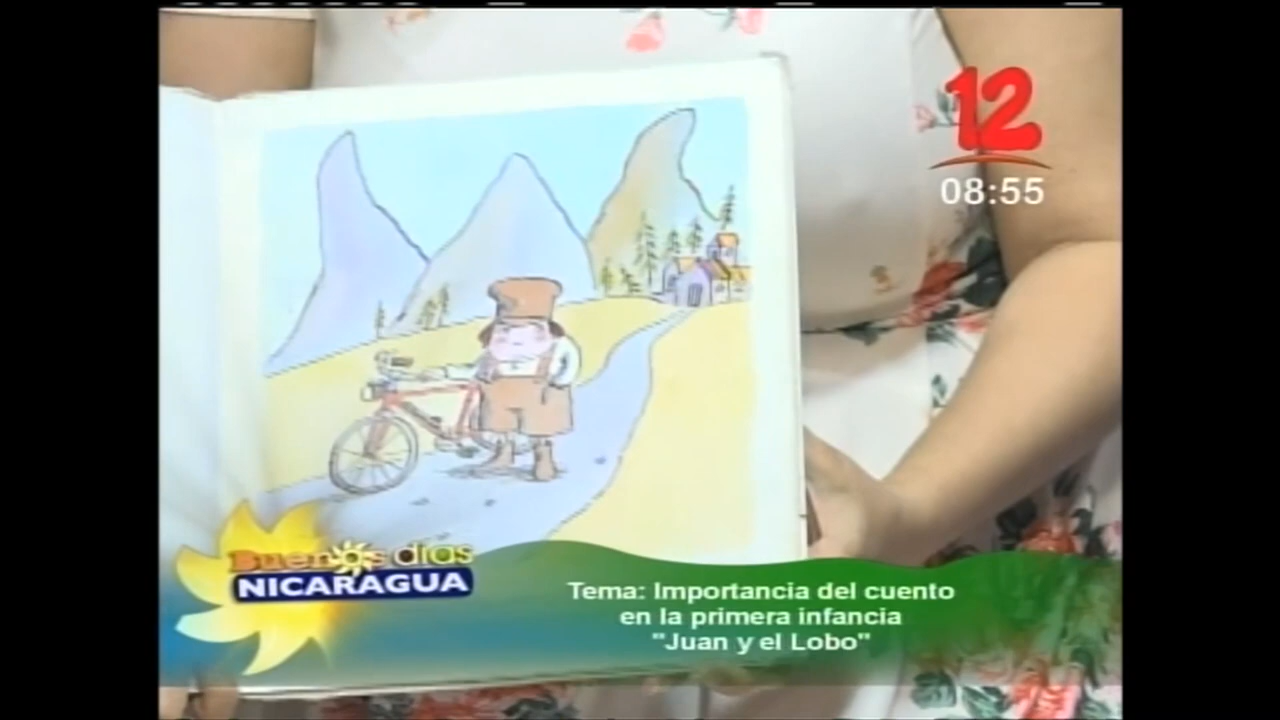 12
08:55
Buenos días
NICARAGUA
Tema: Importancia del cuento
en la primera infancia
"Juan y el Lobo"